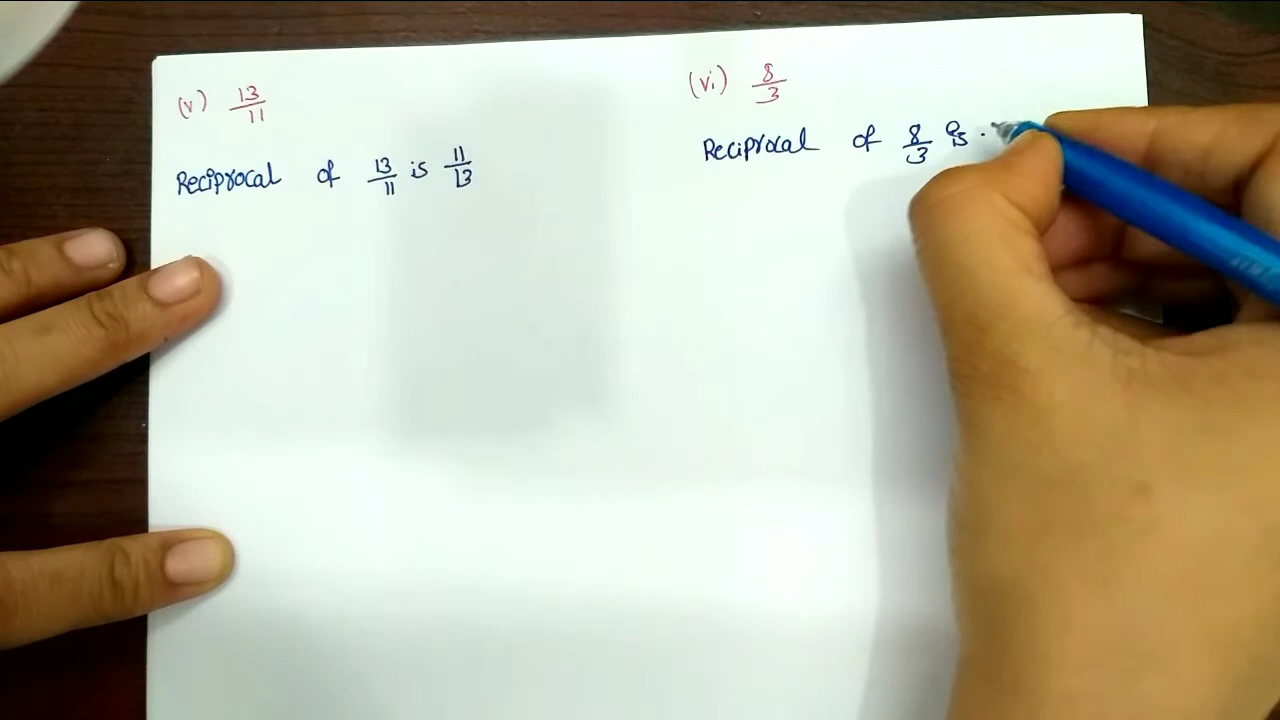 (v) 13/11
Reciprocal of 13/11 is 11/13
(vi) 8/3
Reciprocal of 8/3 is